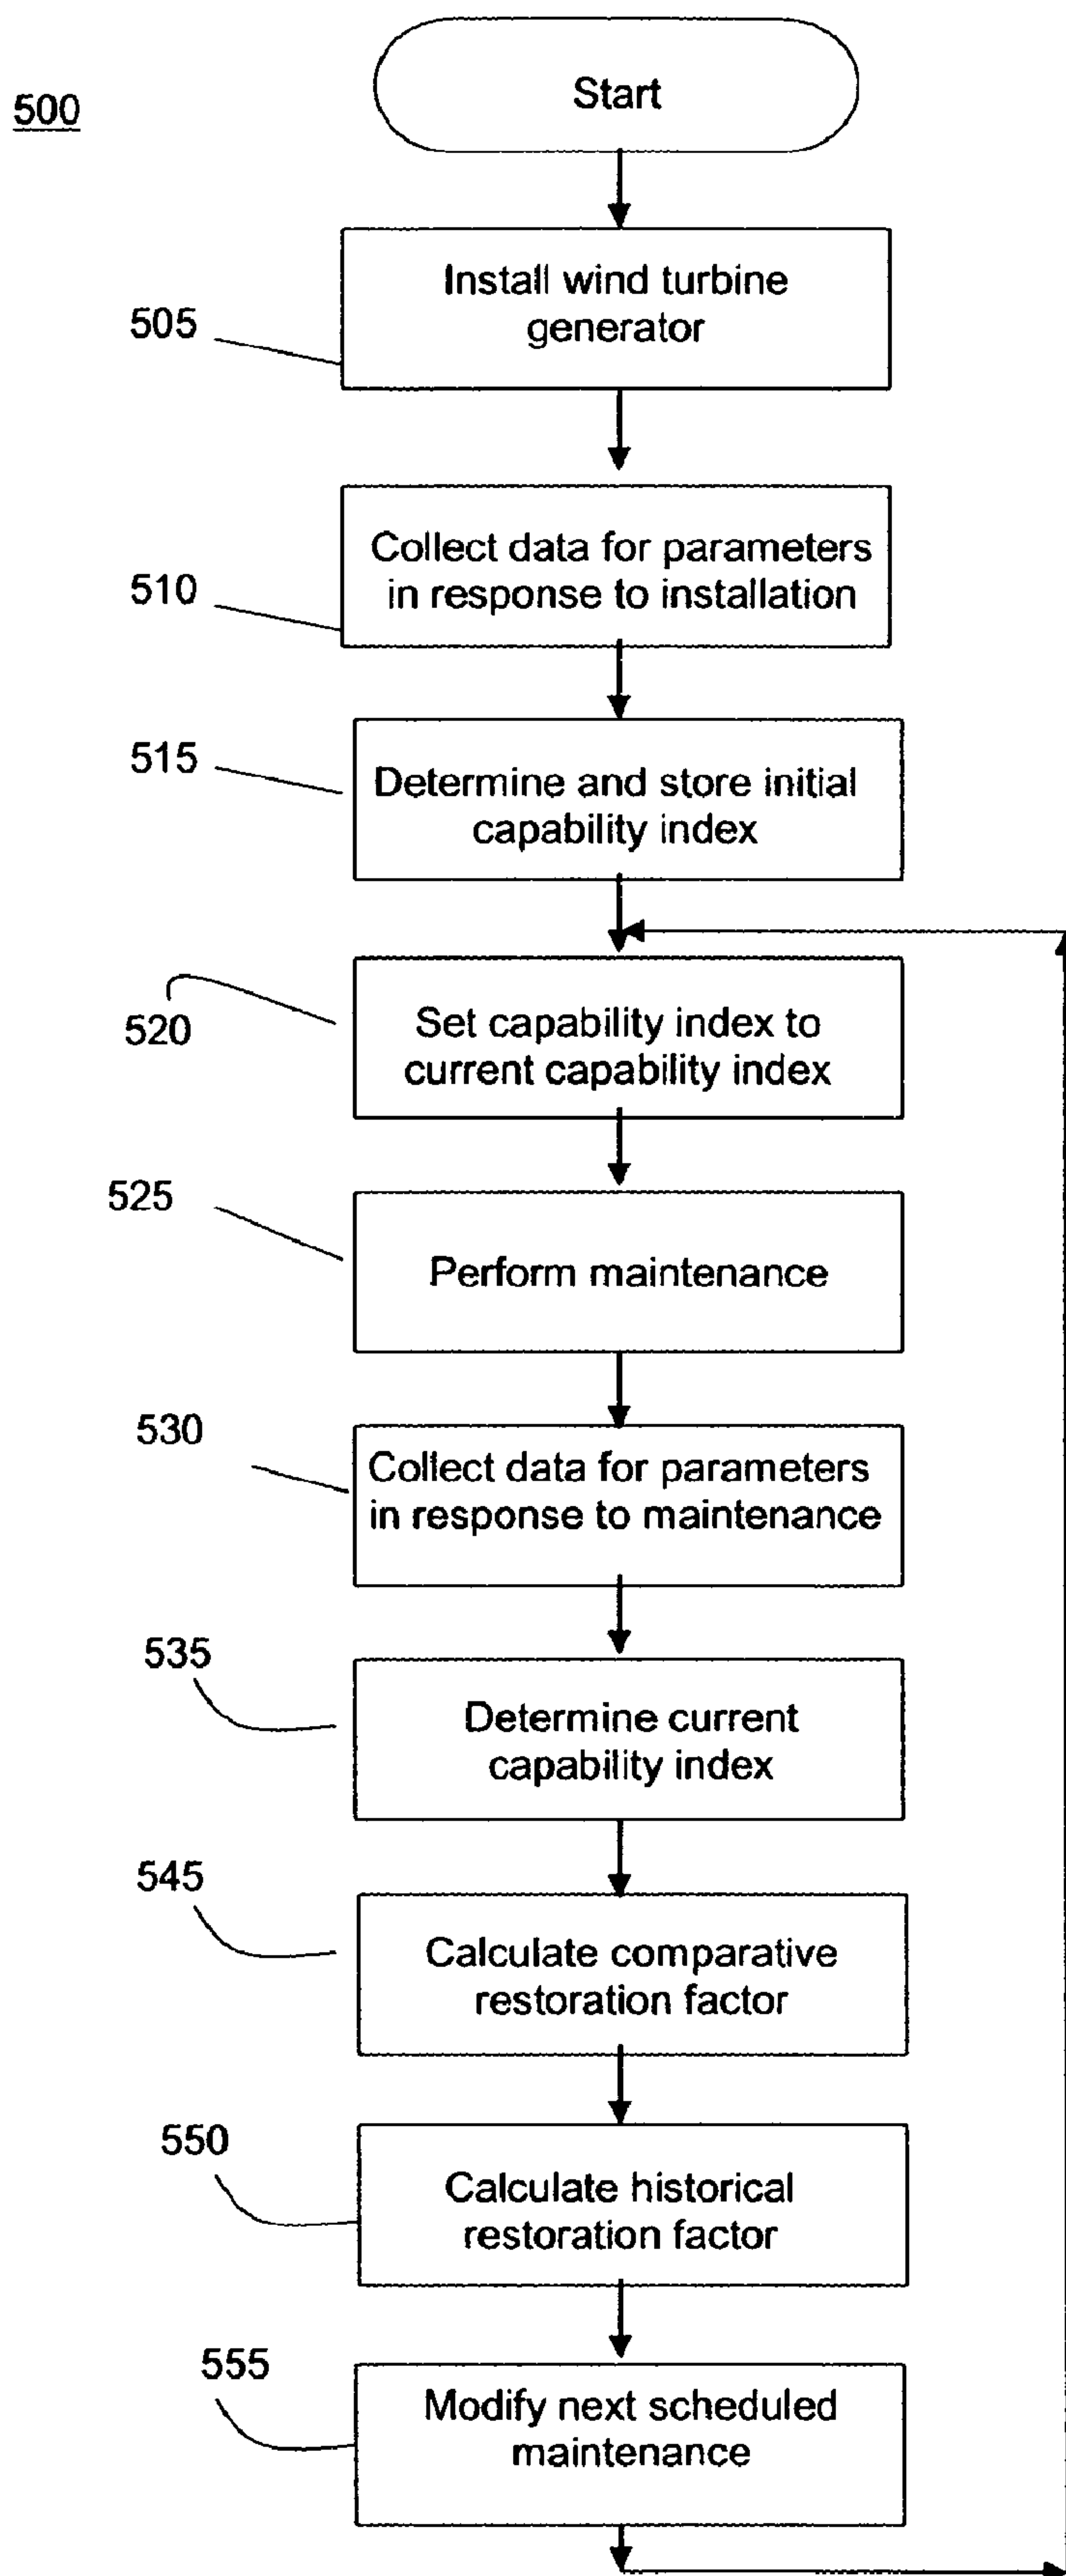 500
Start
Install wind turbine
generator
505
Collect data for parameters
in response to installation
510
515
Determine and store initial
capability index
520
Set capability index to
current capability index
525
Perform maintenance
530
Collect data for parameters
in response to maintenance
535
Determine current
capability index
545
Calculate comparative
restoration factor
550
Calculate historical
restoration factor
555
Modify next scheduled
maintenance